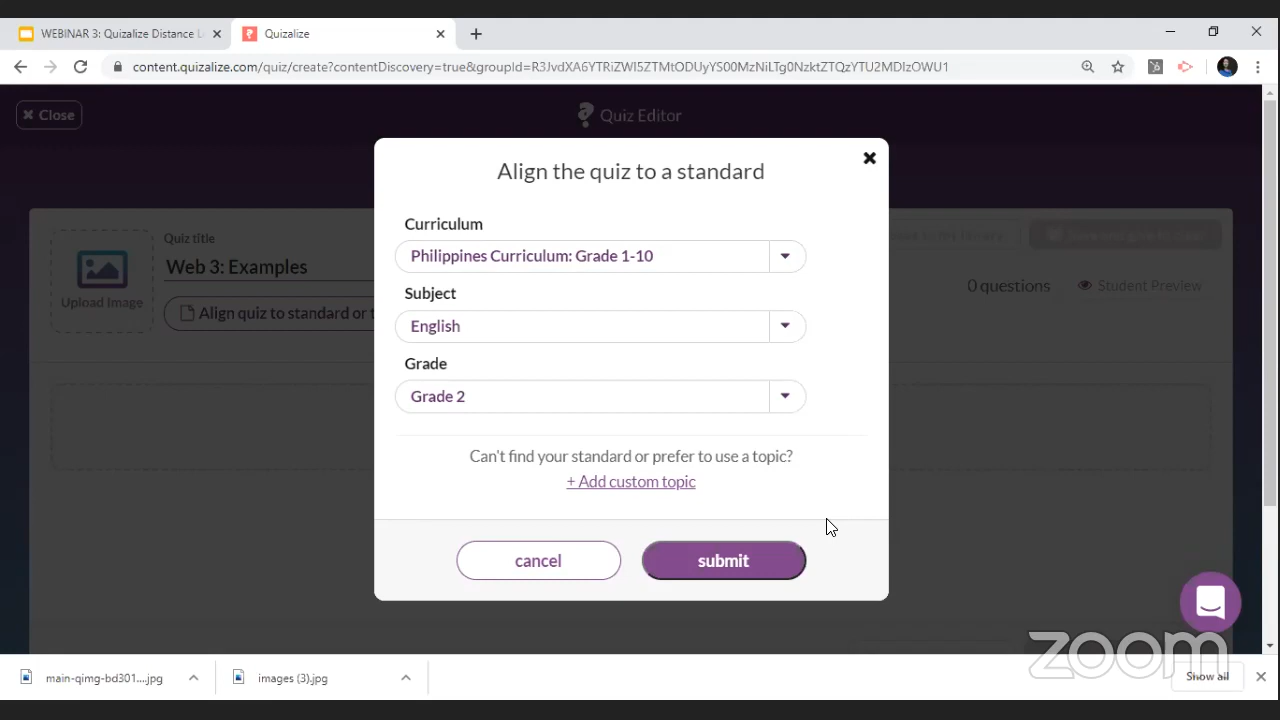 WEBINAR 3: Quizalize Distance L
Quizalize
content.quizalize.com/quiz/create?contentDiscovery=true&groupId=R3JvdXA6YTRiZWI5ZTMtODUyYS00MzNiLTg0NzktZTQzYTU2MDIzOWU1
Close
Quiz Editor
Align the quiz to a standard
Quiz title
Web 3: Examples
Upload Image
Align quiz to standard or t
0 questions
Student Preview
Curriculum
Philippines Curriculum: Grade 1-10
Subject
English
Grade
Grade 2
Can't find your standard or prefer to use a topic?
+ Add custom topic
cancel
submit
zoom
main-qimg-bd301....jpg
images (3).jpg
Show all